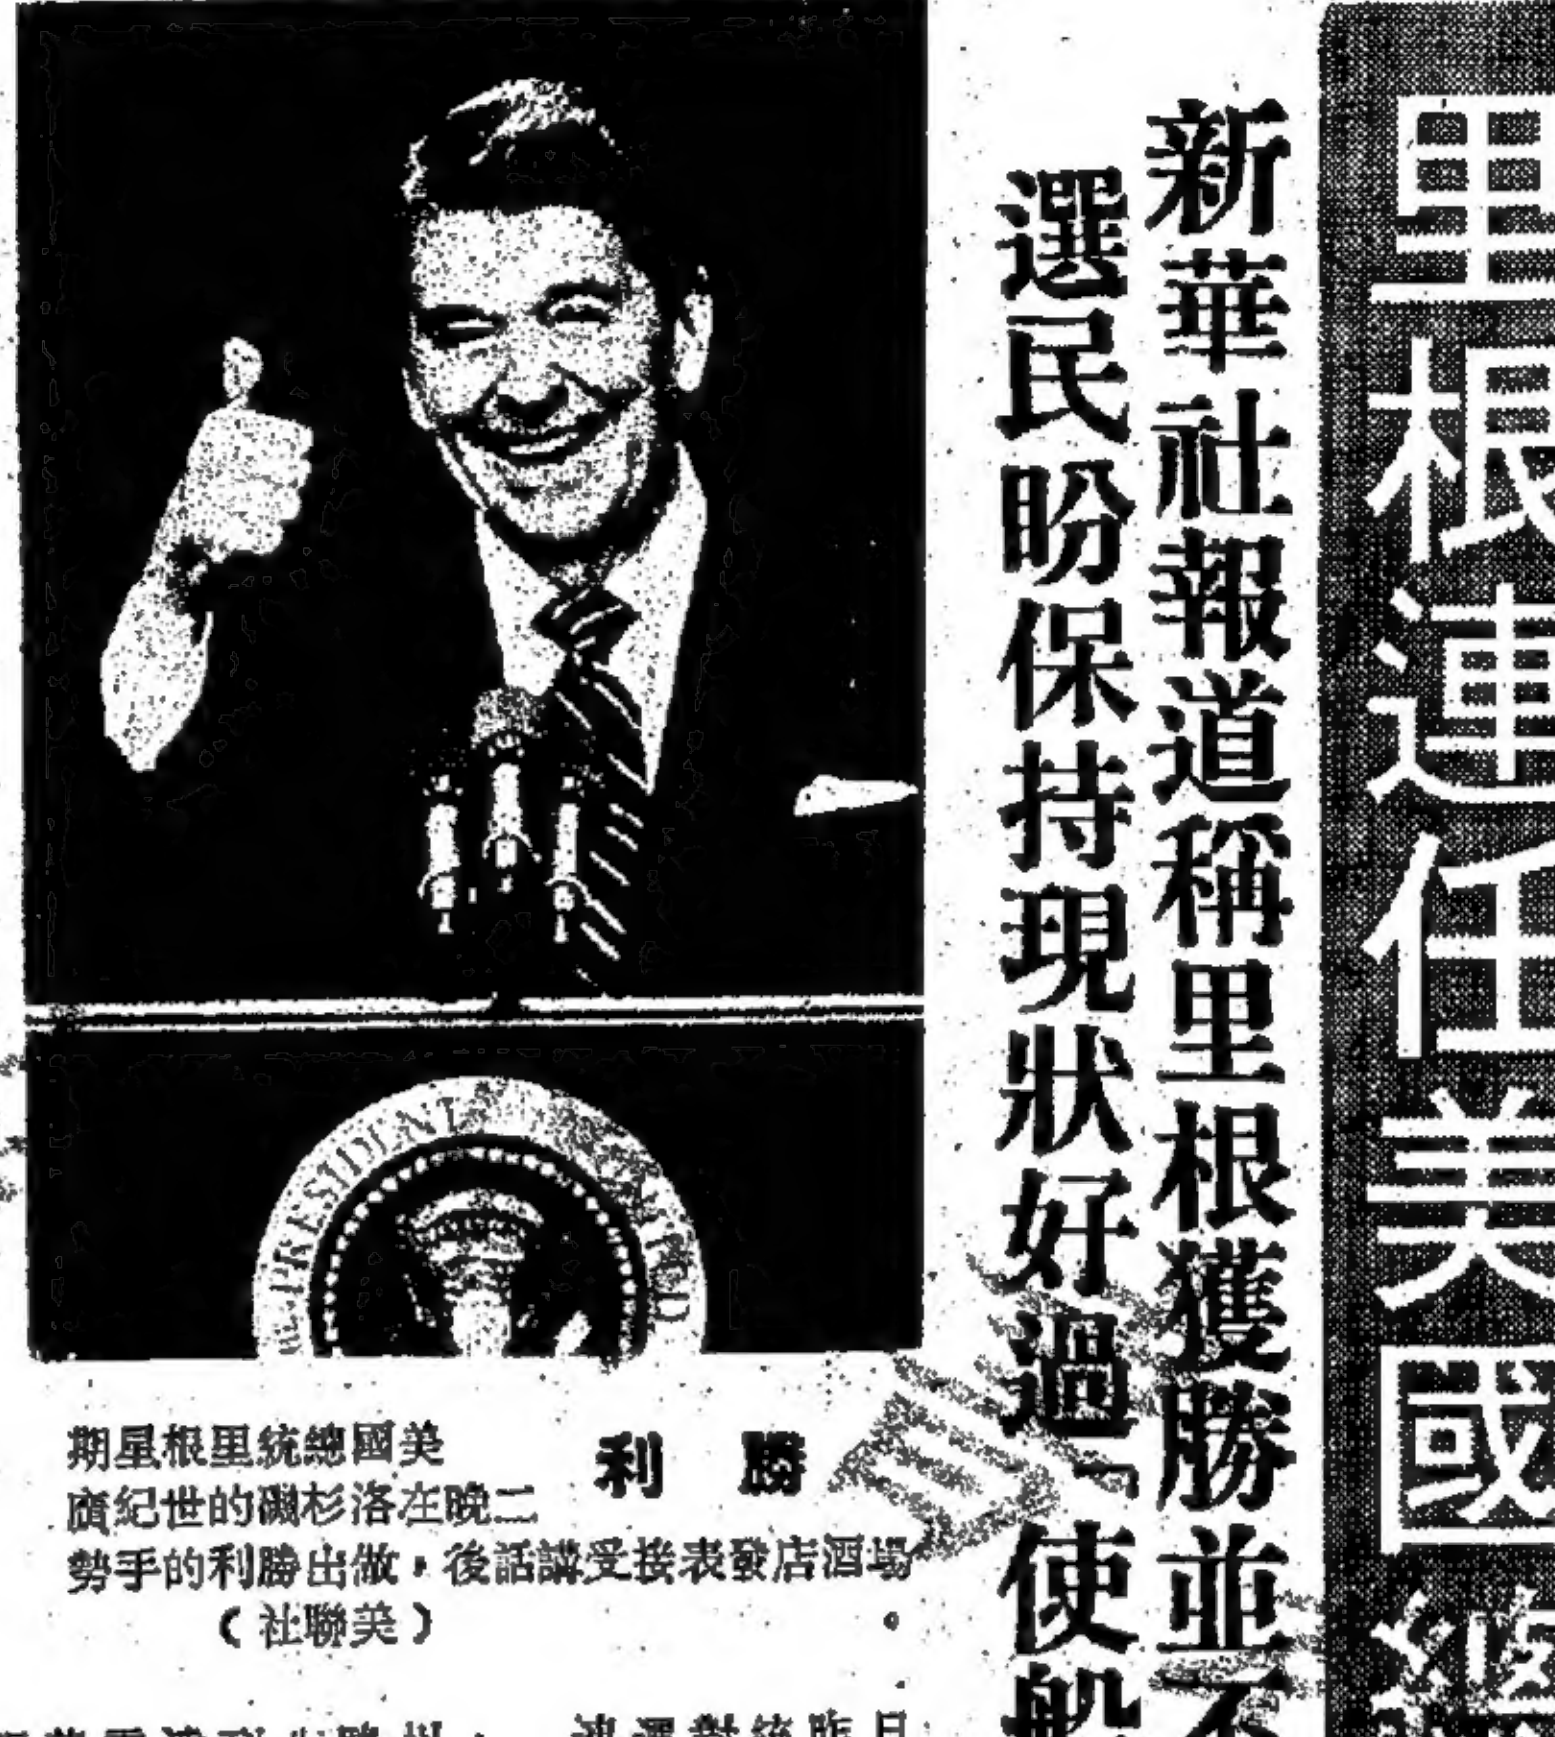 里根連任美國總
新華社報道稱里根獲勝並不
選民盼保持現狀好過「使船
PRESIDENT
勝利
美國總統里根星期
二晚在洛杉磯的世紀廣
場酒店發表接受講話後，做出勝利的手勢
。（美聯社）